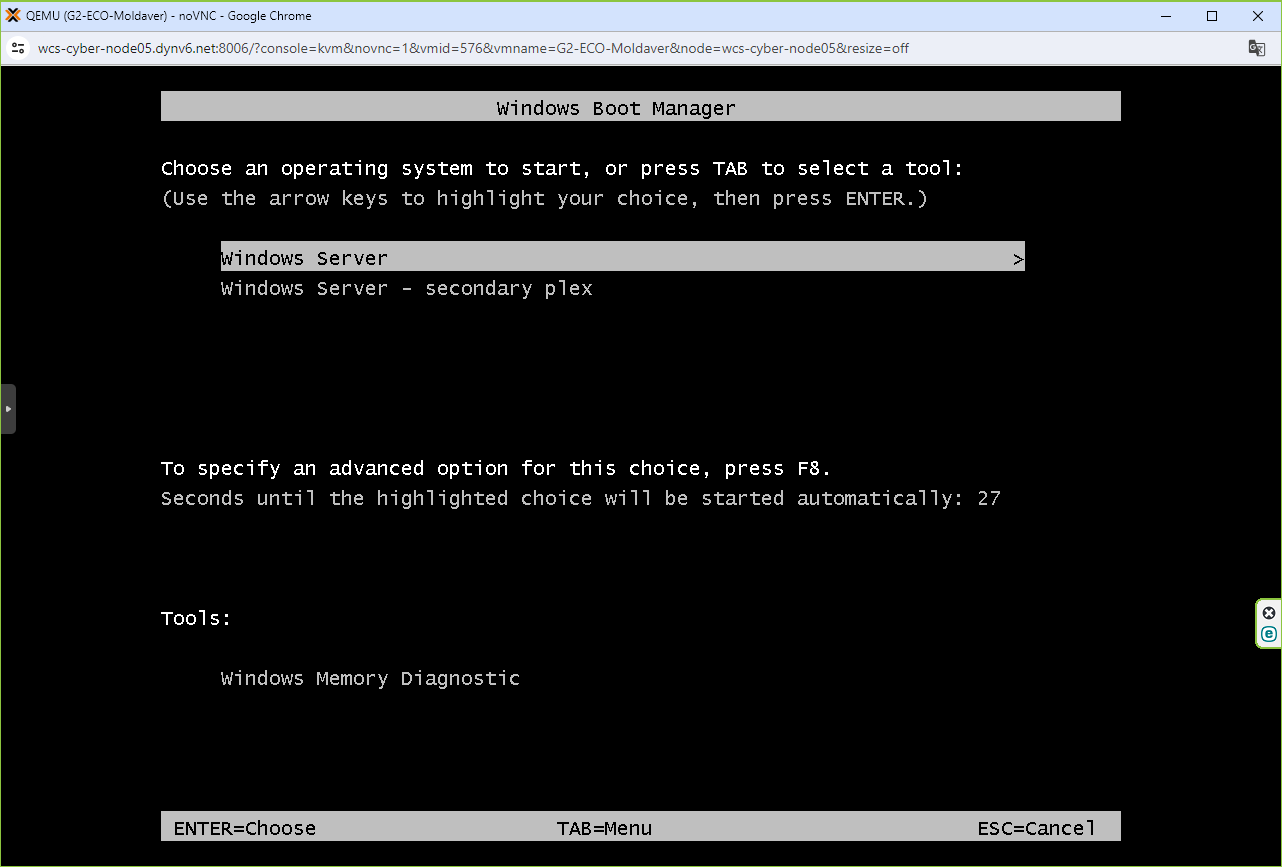 QEMU (G2-ECO-Moldaver) - noVNC - Google Chrome
wcs-cyber-node05.dynv6.net:8006/?console=kvm&novnc=1&vmid=576&vmname=G2-ECO-Moldaver&node=wcs-cyber-node05&resize=off
Windows Boot Manager
Choose an operating system to start, or press TAB to select a tool:
(Use the arrow keys to highlight your choice, then press ENTER.)
Windows Server >
Windows Server - secondary plex
To specify an advanced option for this choice, press F8.
Seconds until the highlighted choice will be started automatically: 27
Tools:
Windows Memory Diagnostic
ENTER=Choose TAB=Menu ESC=Cancel